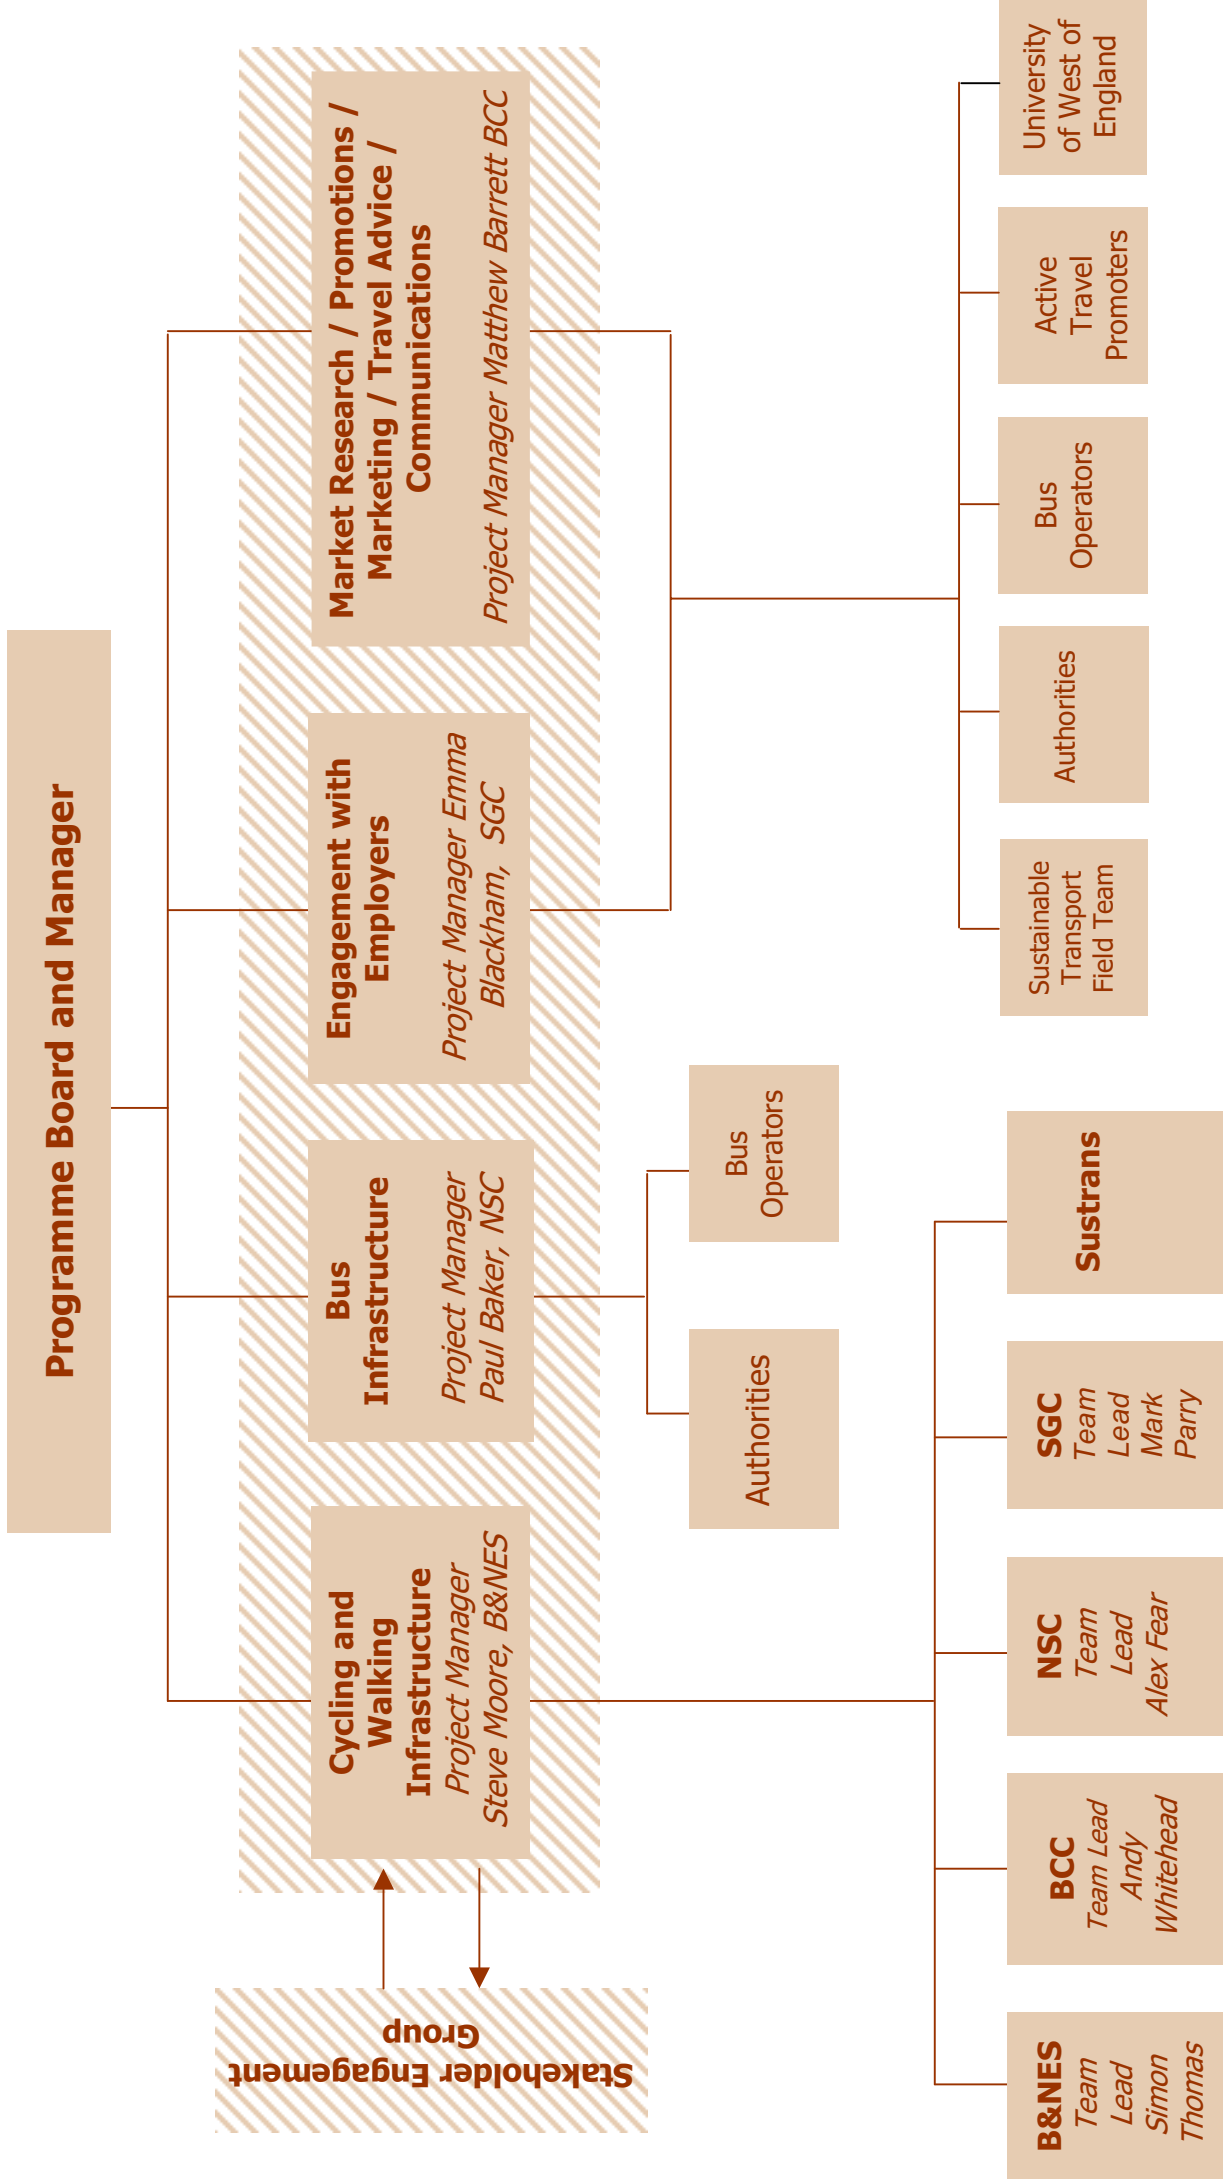 Programme Board and Manager
Stakeholder Engagement
Group
Cycling and
Walking
Infrastructure
Project Manager
Steve Moore, B&NES
Bus
Infrastructure
Project Manager
Paul Baker, NSC
Engagement with
Employers
Project Manager Emma
Blackham, SGC
Market Research / Promotions /
Marketing / Travel Advice /
Communications
Project Manager Matthew Barrett BCC
Authorities
Bus
Operators
B&NES
Team
Lead
Simon
Thomas
BCC
Team Lead
Andy
Whitehead
NSC
Team
Lead
Alex Fear
SGC
Team
Lead
Mark
Parry
Sustrans
Sustainable
Transport
Field Team
Authorities
Bus
Operators
Active
Travel
Promoters
University
of West of
England